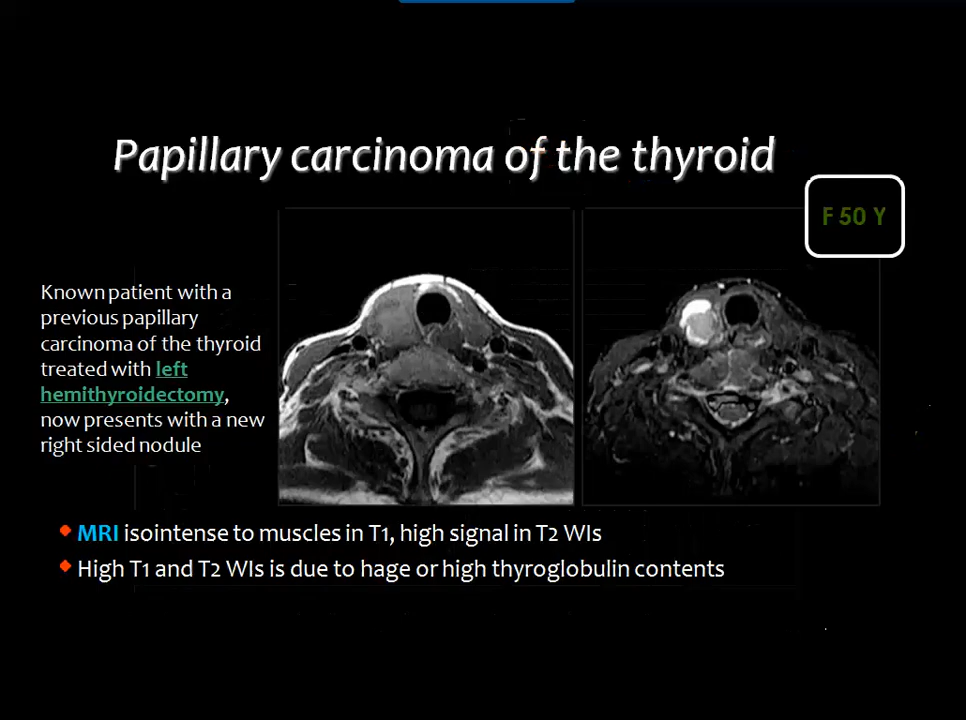 Papillary carcinoma of the thyroid
F 50 Y
Known patient with a
previous papillary
carcinoma of the thyroid
treated with left
hemithyroidectomy,
now presents with a new
right sided nodule
MRI isointense to muscles in T1, high signal in T2 WIs
High T1 and T2 WIs is due to hage or high thyroglobulin contents